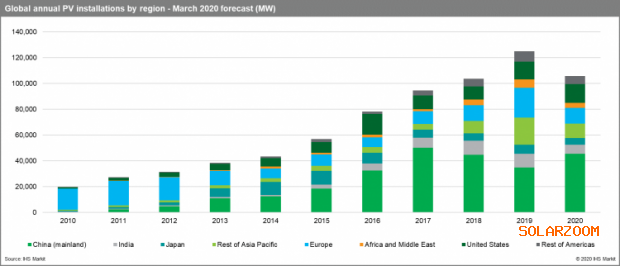 Global annual PV installations by region - March 2020 forecast (MW)
140,000
120,000
100,000
80,000
60,000
40,000
20,000
0
2010 2011 2012 2013 2014 2015 2016 2017 2018 2019 2020
China (mainland) India Japan Rest of Asia Pacific Europe Africa and Middle East United States Rest of Americas
SOLARZOOM
Source: IHS Markit © 2020 IHS Markit